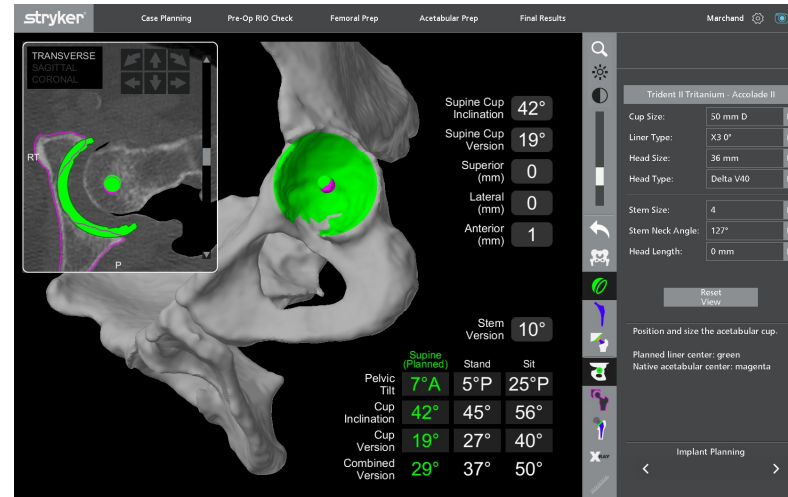 stryker
Case Planning
Pre-Op RIO Check
Femoral Prep
Acetabular Prep
Final Results
Marchand
TRANSVERSE
SAGITTAL
CORONAL
RT
P
Supine Cup
Inclination 42°
Supine Cup
Version 19°
Superior
(mm) 0
Lateral
(mm) 0
Anterior
(mm) 1
Stem
Version 10°
Supine
(Planned) Stand Sit
Pelvic
Tilt 7°A 5°P 25°P
Cup
Inclination 42° 45° 56°
Cup
Version 19° 27° 40°
Combined
Version 29° 37° 50°
XRAY
Trident II Tritanium - Accolade II
Cup Size: 50 mm D
Liner Type: X3 0°
Head Size: 36 mm
Head Type: Delta V40
Stem Size: 4
Stem Neck Angle: 127°
Head Length: 0 mm
Reset
View
Position and size the acetabular cup.
Planned liner center: green
Native acetabular center: magenta
Implant Planning